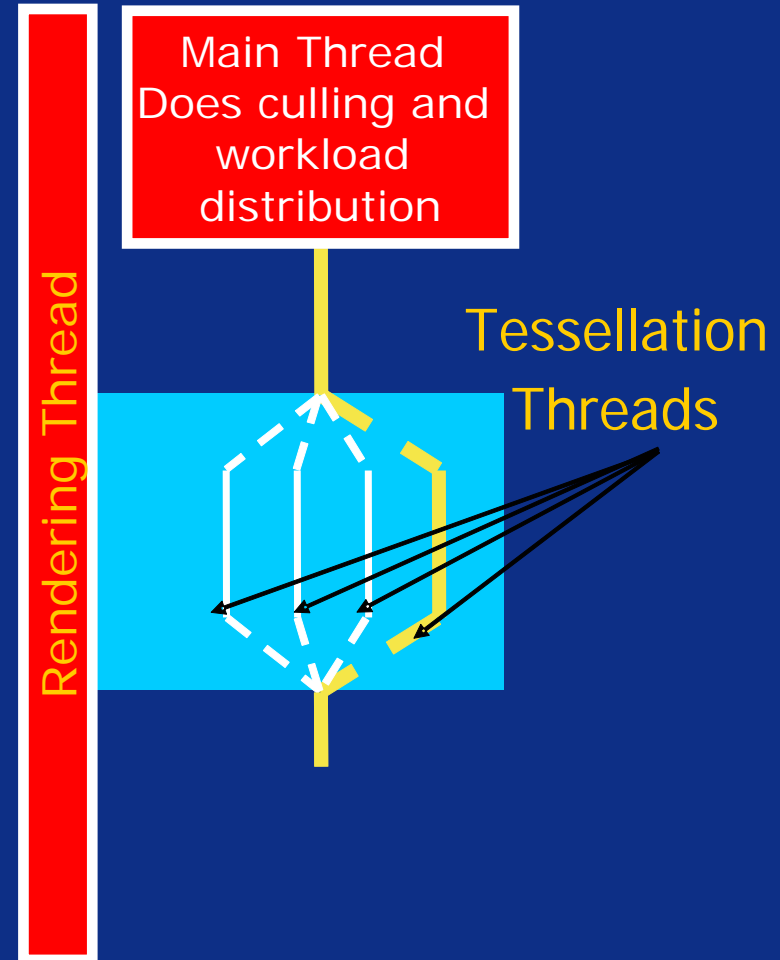 Main Thread
Does culling and
workload
distribution
Rendering Thread
Tessellation
Threads